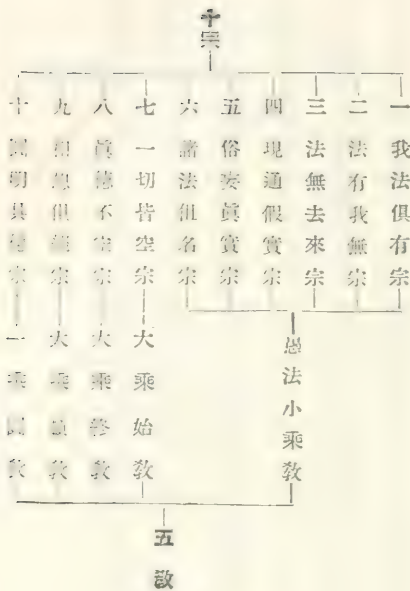 十宗
一 我法俱有宗
二 法有我無宗
三 法無去來宗
四 現通假實宗
五 俗妄眞實宗
六 諸法但名宗
七 一切皆空宗
八 眞德不空宗
九 相想俱絕宗
十 圓明具德宗
愚法小乘教
大乘始教
大乘終教
大乘頓教
一乘圓教
五教